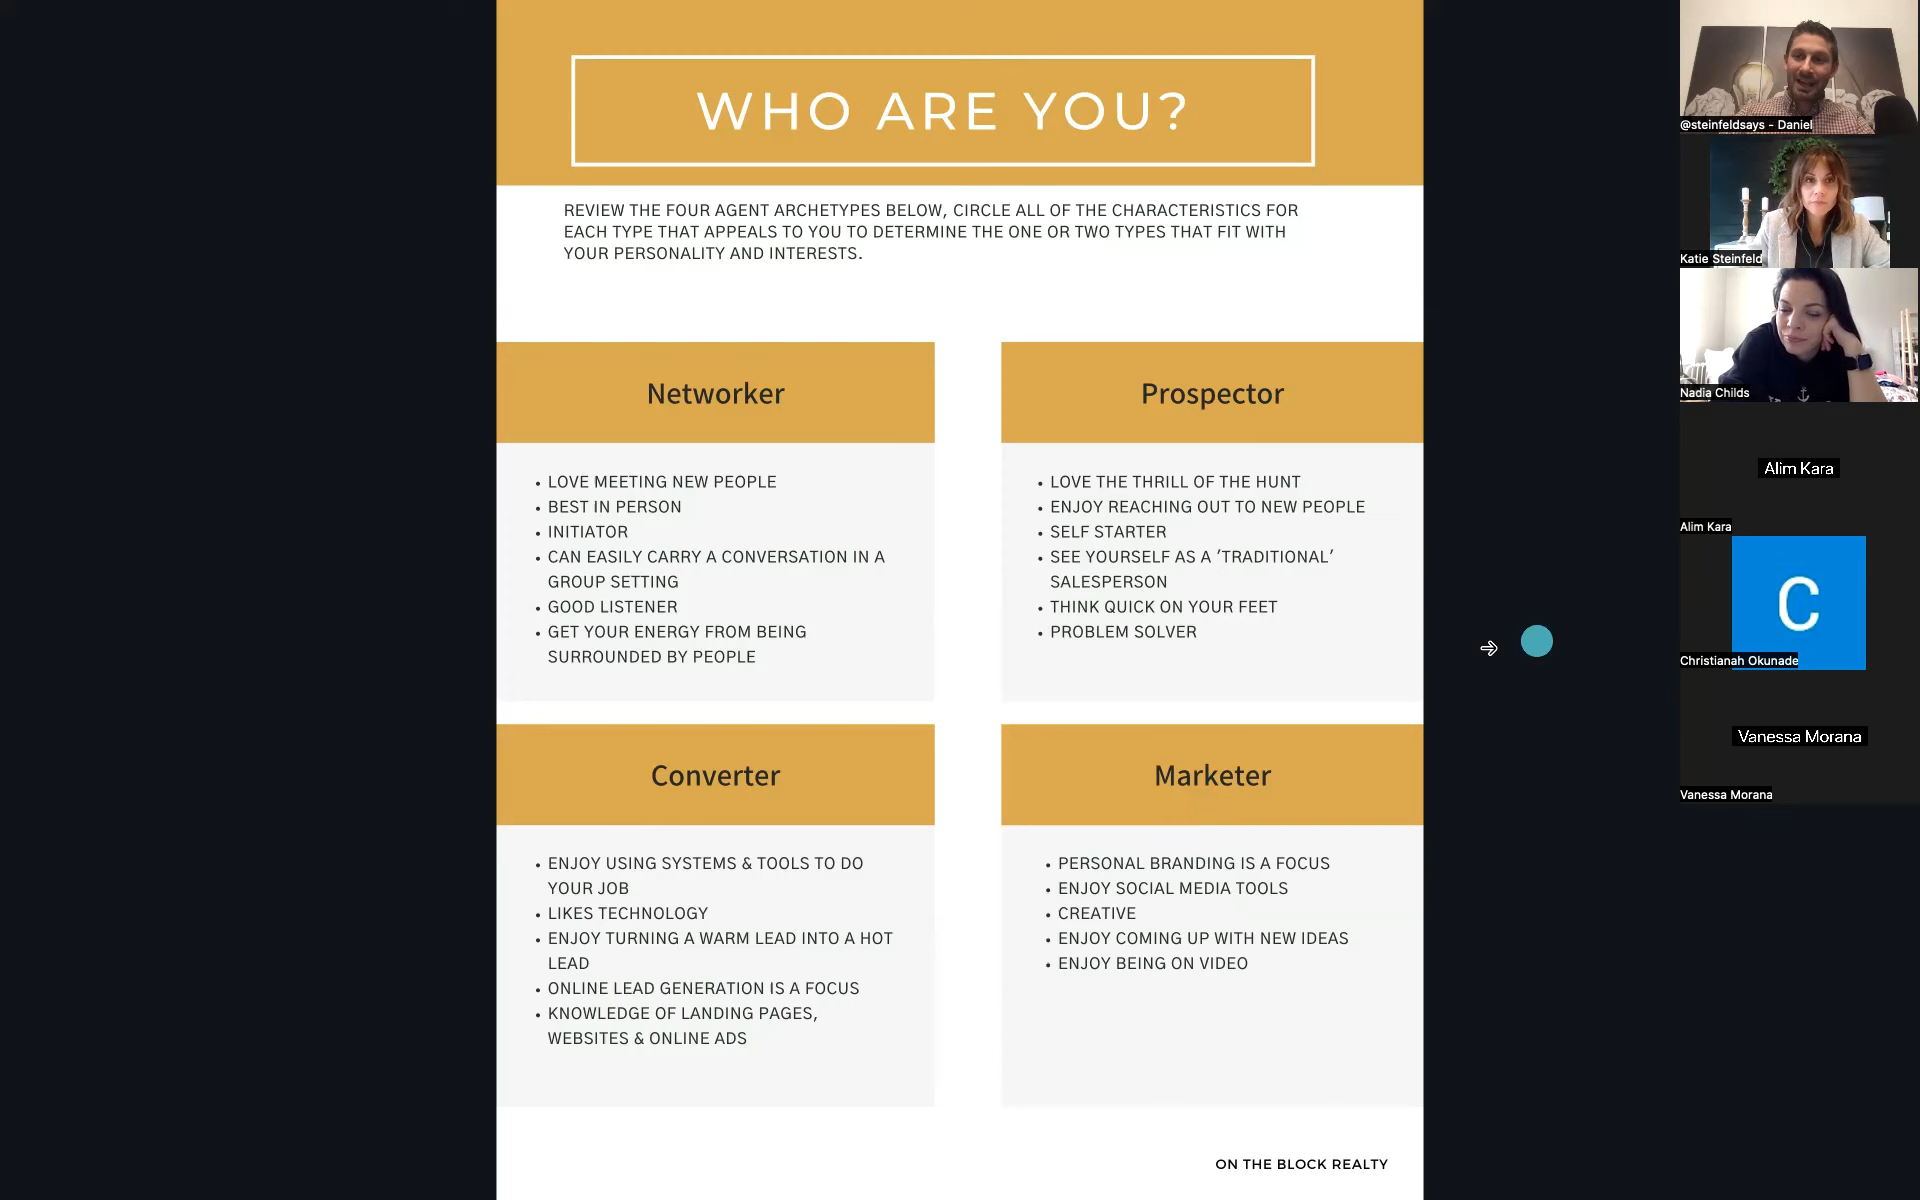 WHO ARE YOU?
REVIEW THE FOUR AGENT ARCHETYPES BELOW, CIRCLE ALL OF THE CHARACTERISTICS FOR
EACH TYPE THAT APPEALS TO YOU TO DETERMINE THE ONE OR TWO TYPES THAT FIT WITH
YOUR PERSONALITY AND INTERESTS.
Networker
• LOVE MEETING NEW PEOPLE
• BEST IN PERSON
• INITIATOR
• CAN EASILY CARRY A CONVERSATION IN A
GROUP SETTING
• GOOD LISTENER
• GET YOUR ENERGY FROM BEING
SURROUNDED BY PEOPLE
Prospector
• LOVE THE THRILL OF THE HUNT
• ENJOY REACHING OUT TO NEW PEOPLE
• SELF STARTER
• SEE YOURSELF AS A 'TRADITIONAL'
SALESPERSON
• THINK QUICK ON YOUR FEET
• PROBLEM SOLVER
Converter
• ENJOY USING SYSTEMS & TOOLS TO DO
YOUR JOB
• LIKES TECHNOLOGY
• ENJOY TURNING A WARM LEAD INTO A HOT
LEAD
• ONLINE LEAD GENERATION IS A FOCUS
• KNOWLEDGE OF LANDING PAGES,
WEBSITES & ONLINE ADS
Marketer
• PERSONAL BRANDING IS A FOCUS
• ENJOY SOCIAL MEDIA TOOLS
• CREATIVE
• ENJOY COMING UP WITH NEW IDEAS
• ENJOY BEING ON VIDEO
ON THE BLOCK REALTY
@steinfeldsays - Daniel
Katie Steinfeld
Nadia Childs
Alim Kara
Alim Kara
C
Christianah Okunade
Vanessa Morana
Vanessa Morana